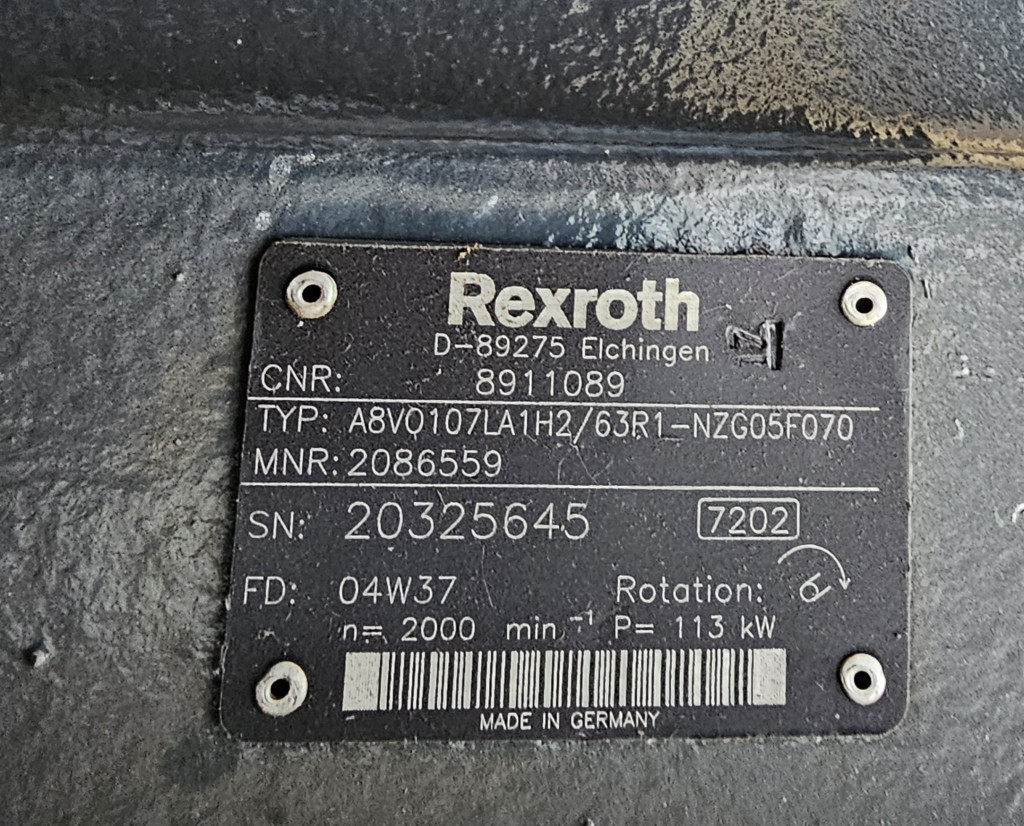 Rexroth
D-89275 Elchingen
CNR: 8911089
TYP: A8VO107LA1H2/63R1-NZG05F070
MNR: 2086559
SN: 20325645 7202
FD: 04W37 Rotation:
n= 2000 min⁻¹ P= 113 kW
MADE IN GERMANY